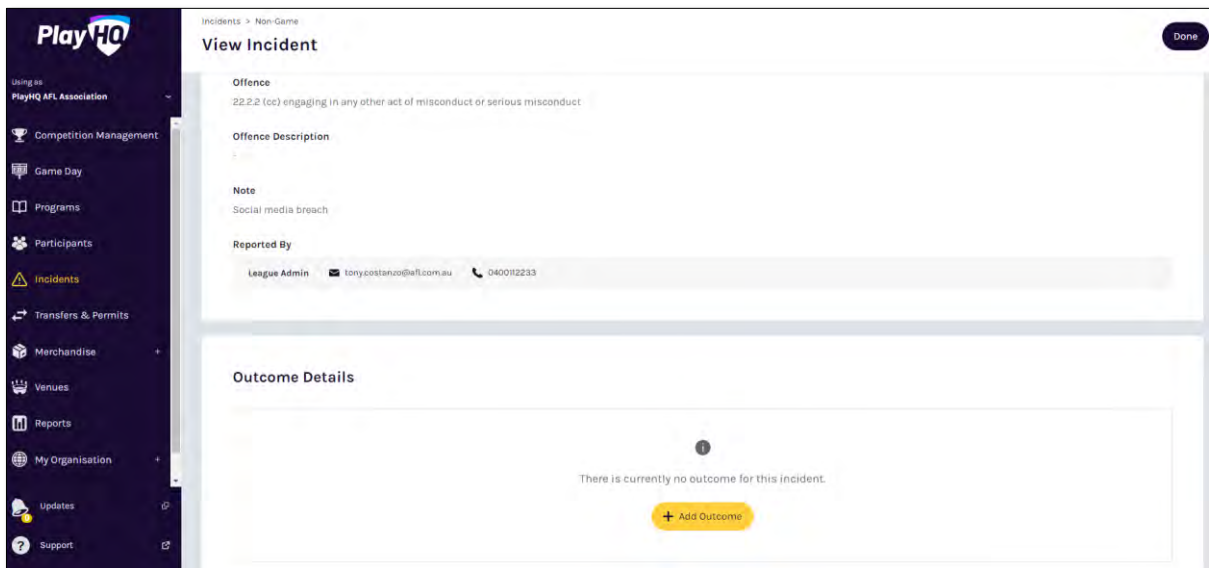 PlayHQ
Using as
PlayHQ AFL Association
Competition Management
Game Day
Programs
Participants
Incidents
Transfers & Permits
Merchandise +
Venues
Reports
My Organisation +
Updates
Support
Incidents > Non-Game
View Incident
Done
Offence
22.2.2 (cc) engaging in any other act of misconduct or serious misconduct
Offence Description
-
Note
Social media breach
Reported By
League Admin tony.costanzo@afl.com.au 0400112233
Outcome Details
There is currently no outcome for this incident.
+ Add Outcome